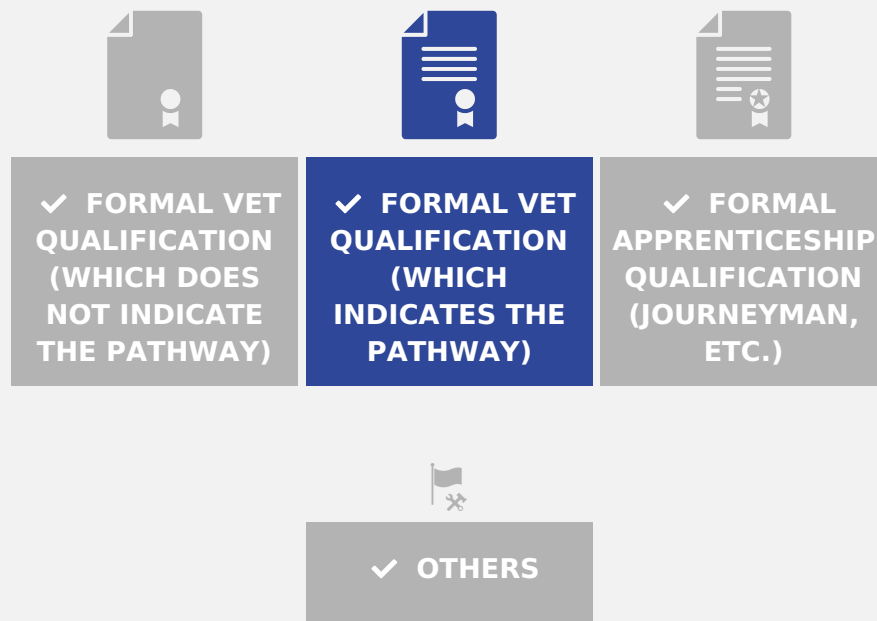 ✓ FORMAL VET
QUALIFICATION
(WHICH DOES
NOT INDICATE
THE PATHWAY)
✓ FORMAL VET
QUALIFICATION
(WHICH
INDICATES THE
PATHWAY)
✓ FORMAL
APPRENTICESHIP
QUALIFICATION
(JOURNEYMAN,
ETC.)
✓ OTHERS